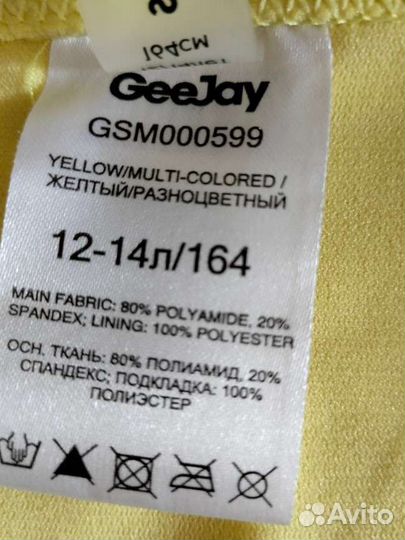 164см
GeeJay
GSM000599
YELLOW/MULTI-COLORED /
ЖЕЛТЫЙ/РАЗНОЦВЕТНЫЙ
12-14л/164
MAIN FABRIC: 80% POLYAMIDE, 20%
SPANDEX; LINING: 100% POLYESTER
ОСН. ТКАНЬ: 80% ПОЛИАМИД, 20%
СПАНДЕКС; ПОДКЛАДКА: 100%
ПОЛИЭСТЕР
Avito